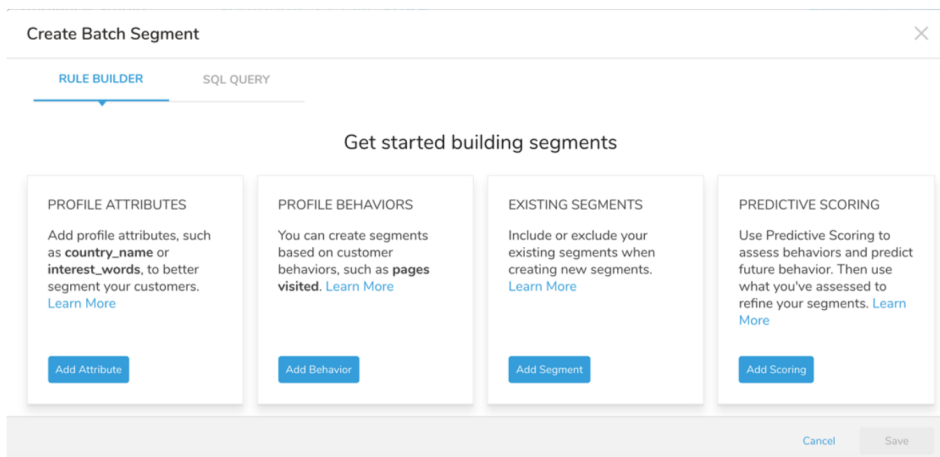 Create Batch Segment
RULE BUILDER
SQL QUERY
Get started building segments
PROFILE ATTRIBUTES
Add profile attributes, such
as country_name or
interest_words, to better
segment your customers.
Learn More
Add Attribute
PROFILE BEHAVIORS
You can create segments
based on customer
behaviors, such as pages
visited. Learn More
Add Behavior
EXISTING SEGMENTS
Include or exclude your
existing segments when
creating new segments.
Learn More
Add Segment
PREDICTIVE SCORING
Use Predictive Scoring to
assess behaviors and predict
future behavior. Then use
what you've assessed to
refine your segments. Learn
More
Add Scoring
Cancel
Save